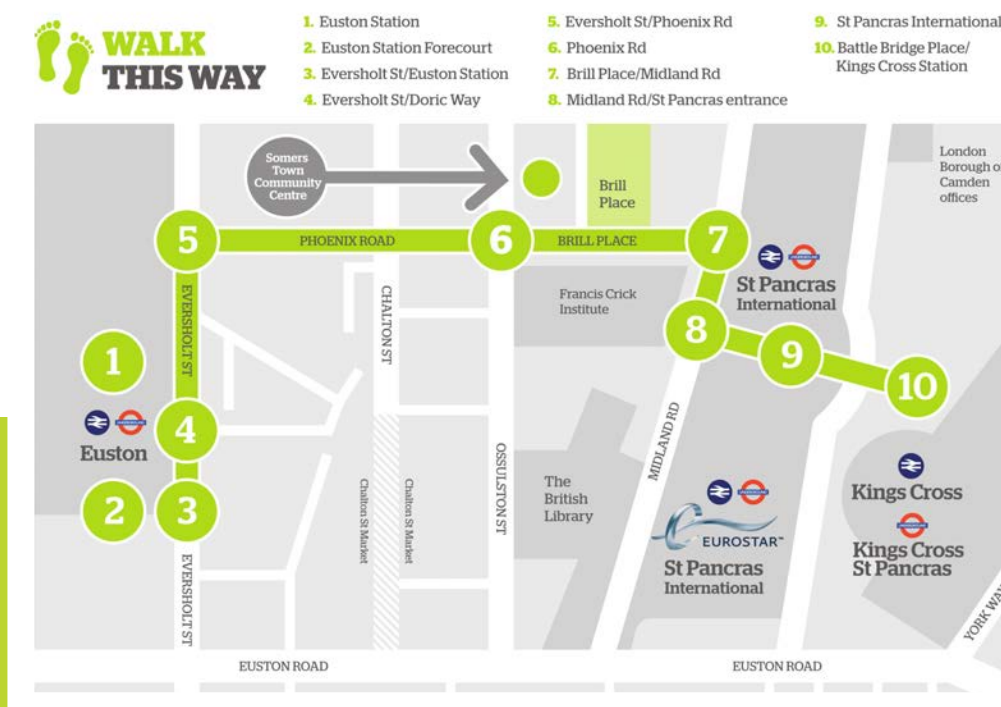 WALK
THIS WAY
1. Euston Station
2. Euston Station Forecourt
3. Eversholt St/Euston Station
4. Eversholt St/Doric Way
5. Eversholt St/Phoenix Rd
6. Phoenix Rd
7. Brill Place/Midland Rd
8. Midland Rd/St Pancras entrance
9. St Pancras International
10. Battle Bridge Place/
Kings Cross Station
Somers
Town
Community
Centre
Brill
Place
London
Borough o
Camden
offices
5
PHOENIX ROAD
6
BRILL PLACE
7
St Pancras
International
EVERSHOLT ST
CHALTON ST
Francis Crick
Institute
8
9
10
1
Euston
4
2
3
MIDLAND RD
OSSULSTON ST
Chalton St Market
Chalton St Market
The
British
Library
EUROSTAR™
St Pancras
International
Kings Cross
Kings Cross
St Pancras
EVERSHOLT ST
YORK WAY
EUSTON ROAD
EUSTON ROAD